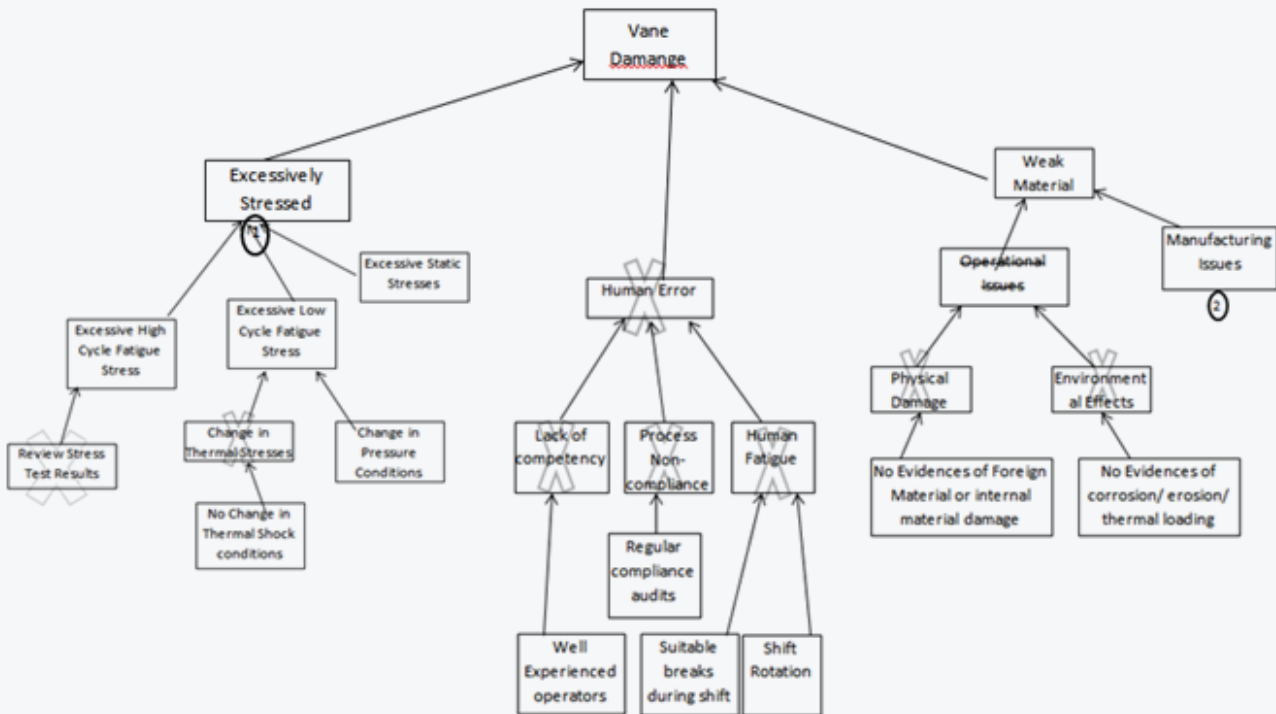 Vane
Damange
Excessively
Stressed
1
Excessive Static
Stresses
Excessive High
Cycle Fatigue
Stress
Excessive Low
Cycle Fatigue
Stress
Review Stress
Test Results
Change in
Thermal Stresses
Change in
Pressure
Conditions
No Change in
Thermal Shock
conditions
Human Error
Lack of
competency
Process
Non-
compliance
Human
Fatigue
Regular
compliance
audits
Well
Experienced
operators
Suitable
breaks
during shift
Shift
Rotation
Weak
Material
Operational
Issues
Manufacturing
Issues
2
Physical
Damage
Environment
al Effects
No Evidences of Foreign
Material or internal
material damage
No Evidences of
corrosion/ erosion/
thermal loading